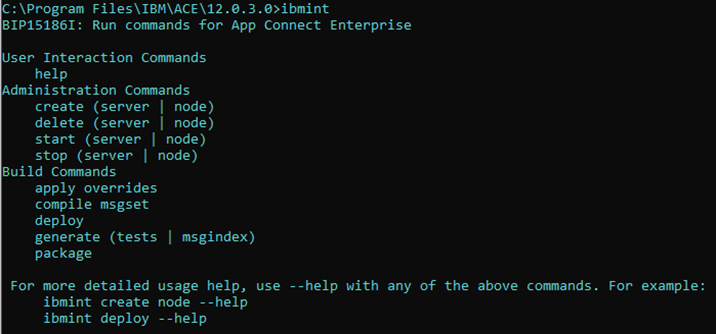 C:\Program Files\IBM\ACE\12.0.3.0>ibmint
BIP15186I: Run commands for App Connect Enterprise
User Interaction Commands
help
Administration Commands
create (server | node)
delete (server | node)
start (server | node)
stop (server | node)
Build Commands
apply overrides
compile msgset
deploy
generate (tests | msgindex)
package
For more detailed usage help, use --help with any of the above commands. For example:
ibmint create node --help
ibmint deploy --help